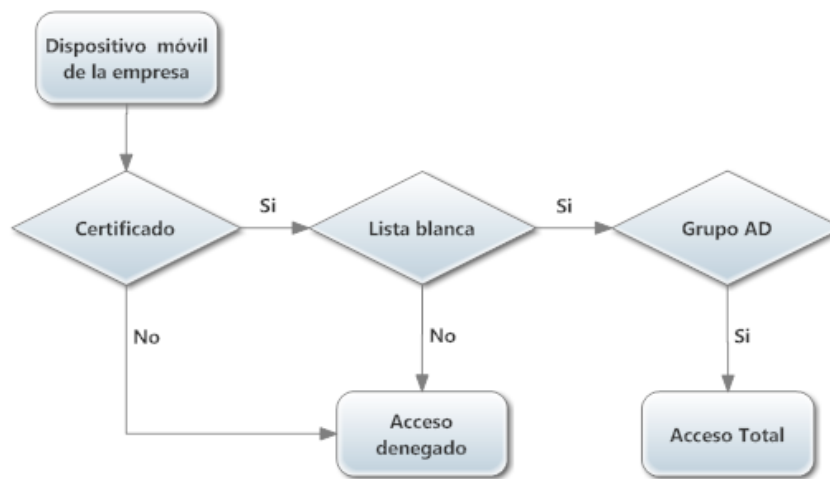 Dispositivo móvil
de la empresa
Certificado
Si
Lista blanca
Si
Grupo AD
No
No
Si
Acceso
denegado
Acceso Total